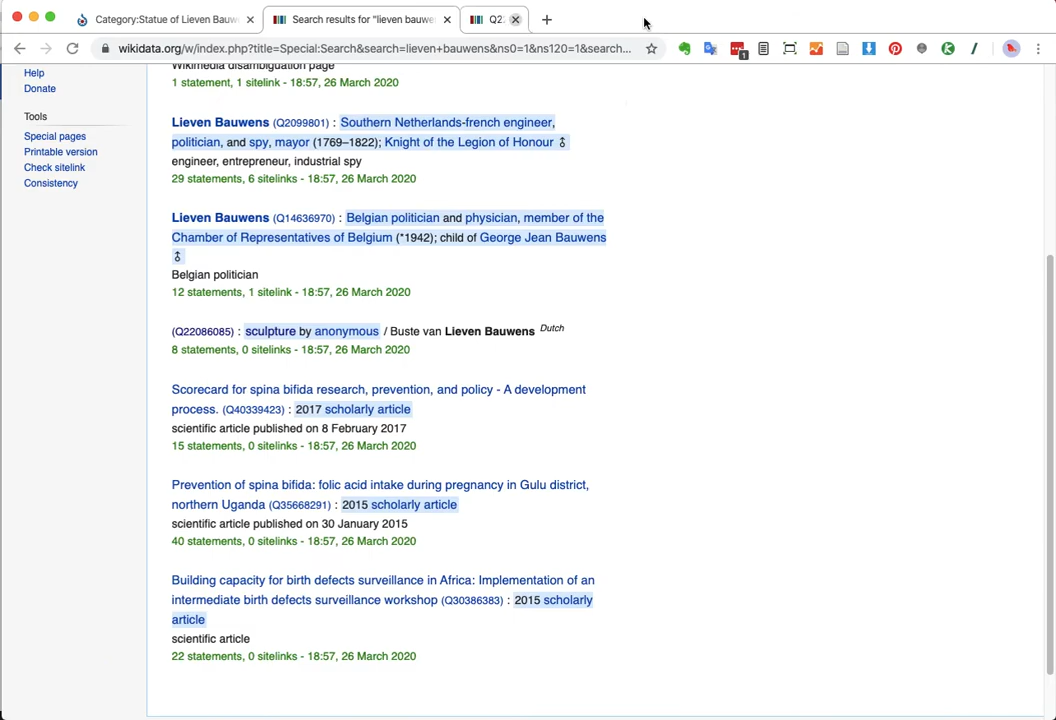 Category:Statue of Lieven Bauw
Search results for "lieven bauwe
Q2
wikidata.org/w/index.php?title=Special:Search&search=lieven+bauwens&ns0=1&ns120=1&search...
1
Help
Donate
Tools
Special pages
Printable version
Check sitelink
Consistency
Wikimedia disambiguation page
1 statement, 1 sitelink - 18:57, 26 March 2020
Lieven Bauwens (Q2099801) : Southern Netherlands-french engineer,
politician, and spy, mayor (1769–1822); Knight of the Legion of Honour ♂
engineer, entrepreneur, industrial spy
29 statements, 6 sitelinks - 18:57, 26 March 2020
Lieven Bauwens (Q14636970) : Belgian politician and physician, member of the
Chamber of Representatives of Belgium (*1942); child of George Jean Bauwens
♂
Belgian politician
12 statements, 1 sitelink - 18:57, 26 March 2020
(Q22086085) : sculpture by anonymous / Buste van Lieven Bauwens Dutch
8 statements, 0 sitelinks - 18:57, 26 March 2020
Scorecard for spina bifida research, prevention, and policy - A development
process. (Q40339423) : 2017 scholarly article
scientific article published on 8 February 2017
15 statements, 0 sitelinks - 18:57, 26 March 2020
Prevention of spina bifida: folic acid intake during pregnancy in Gulu district,
northern Uganda (Q35668291) : 2015 scholarly article
scientific article published on 30 January 2015
40 statements, 0 sitelinks - 18:57, 26 March 2020
Building capacity for birth defects surveillance in Africa: Implementation of an
intermediate birth defects surveillance workshop (Q30386383) : 2015 scholarly
article
scientific article
22 statements, 0 sitelinks - 18:57, 26 March 2020